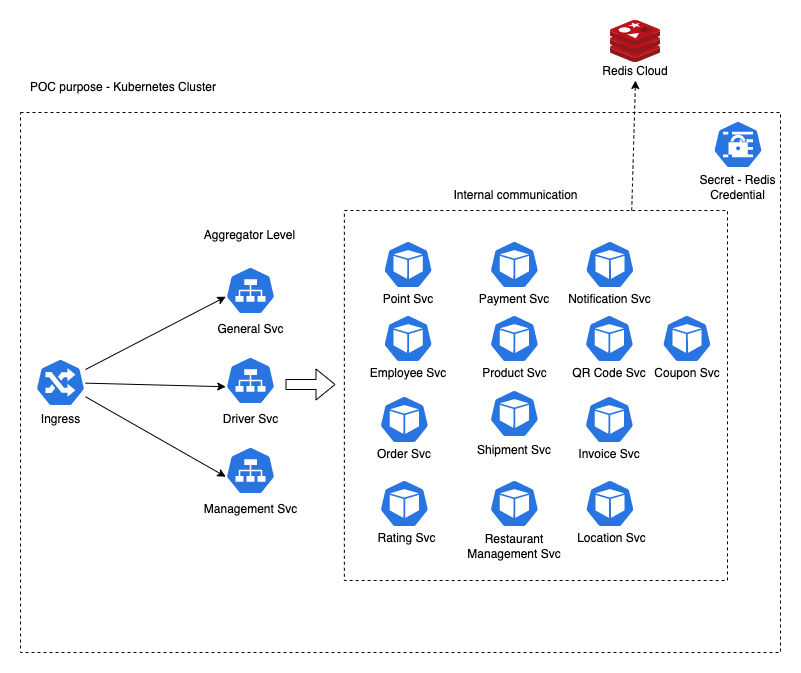 Redis Cloud
POC purpose - Kubernetes Cluster
Secret - Redis
Credential
Internal communication
Aggregator Level
General Svc
Driver Svc
Management Svc
Ingress
Point Svc
Payment Svc
Notification Svc
Employee Svc
Product Svc
QR Code Svc
Coupon Svc
Order Svc
Shipment Svc
Invoice Svc
Rating Svc
Restaurant
Management Svc
Location Svc